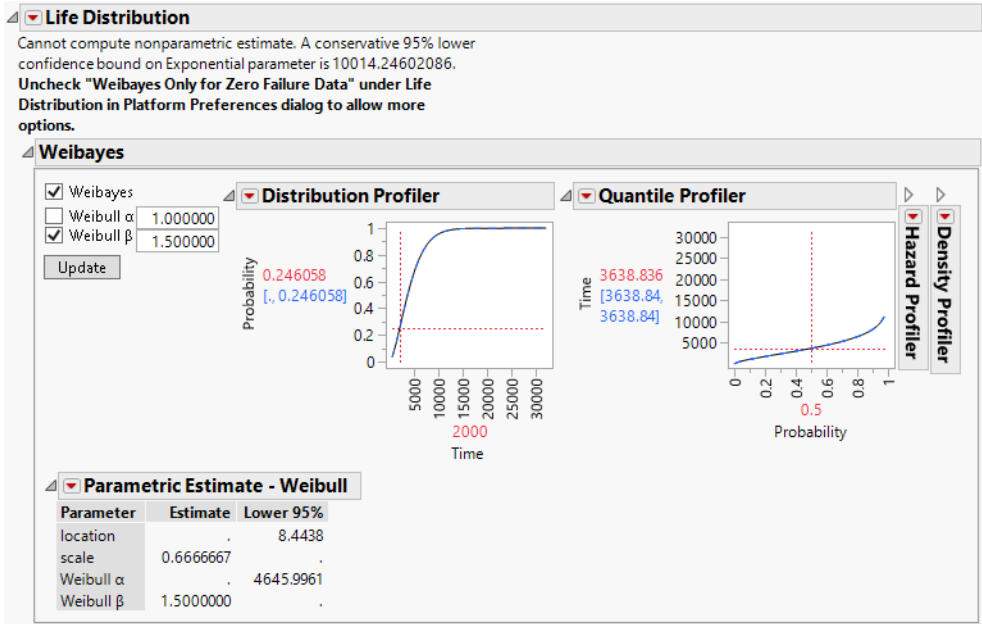 Life Distribution
Cannot compute nonparametric estimate. A conservative 95% lower
confidence bound on Exponential parameter is 10014.24602086.
Uncheck "Weibayes Only for Zero Failure Data" under Life
Distribution in Platform Preferences dialog to allow more
options.
Weibayes
Weibayes
Weibull α 1.000000
Weibull β 1.500000
Update
Distribution Profiler
Probability
0.246058
[., 0.246058]
1
0.8
0.6
0.4
0.2
0
5000
10000
15000
20000
25000
30000
2000
Time
Quantile Profiler
Time
3638.836
[3638.84,
3638.84]
30000
25000
20000
15000
10000
5000
0
0.2
0.4
0.6
0.8
1
0.5
Probability
Hazard Profiler
Density Profiler
Parametric Estimate - Weibull
Parameter Estimate Lower 95%
location . 8.4438
scale 0.6666667 .
Weibull α . 4645.9961
Weibull β 1.5000000 .